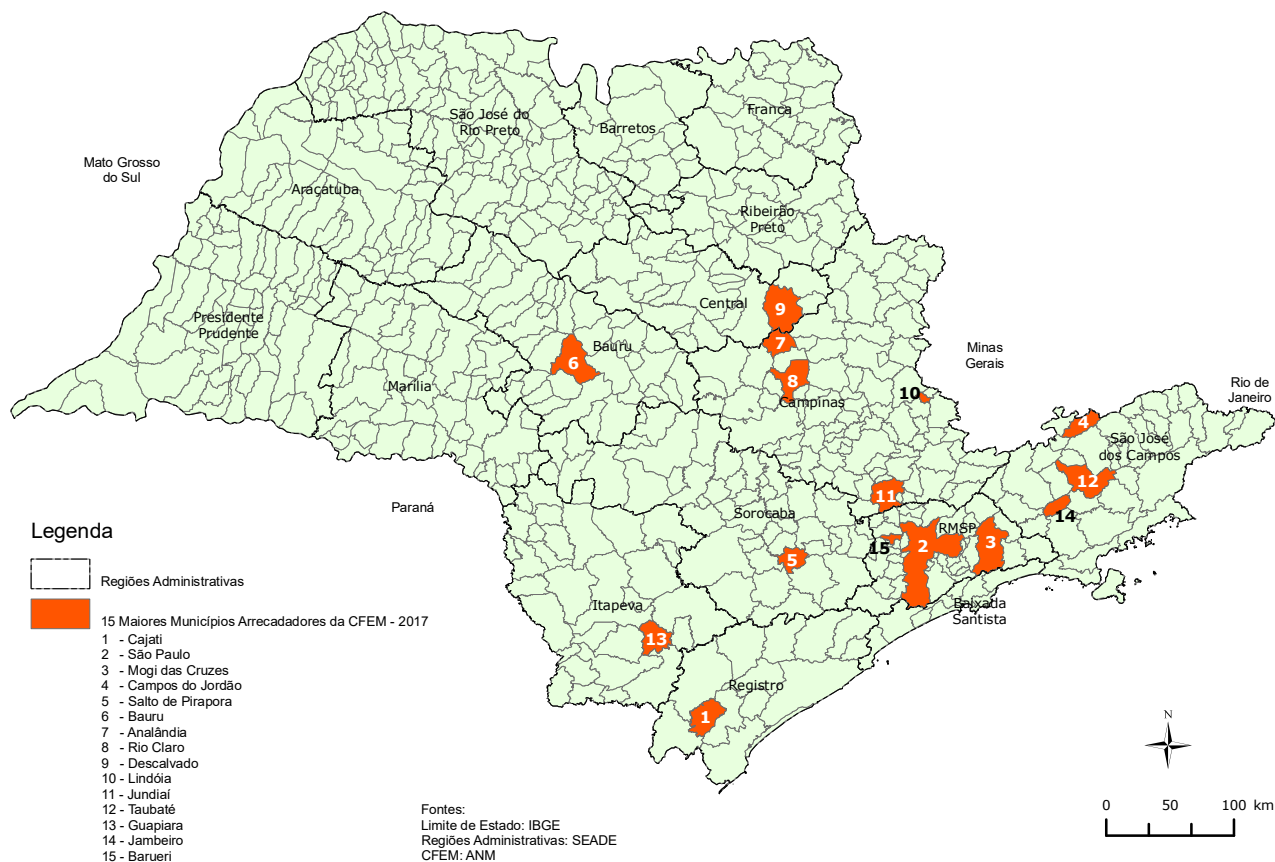 Franca
São José do
Rio Preto
Barretos
Mato Grosso
do Sul
Araçatuba
Ribeirão
Preto
Central
9
Presidente
Prudente
7
Bauru
6
Minas
Gerais
Marília
8
Campinas
10
Rio de
Janeiro
4
São José
dos Campos
12
11
14
Paraná
Sorocaba
RMSP
2
3
15
5
Baixada
Santista
Itapeva
13
Registro
1
Legenda
Regiões Administrativas
15 Maiores Municípios Arrecadadores da CFEM - 2017
1 - Cajati
2 - São Paulo
3 - Mogi das Cruzes
4 - Campos do Jordão
5 - Salto de Pirapora
6 - Bauru
7 - Analândia
8 - Rio Claro
9 - Descalvado
10 - Lindóia
11 - Jundiaí
12 - Taubaté
13 - Guapiara
14 - Jambeiro
15 - Barueri
Fontes:
Limite de Estado: IBGE
Regiões Administrativas: SEADE
CFEM: ANM
N
0 50 100 km